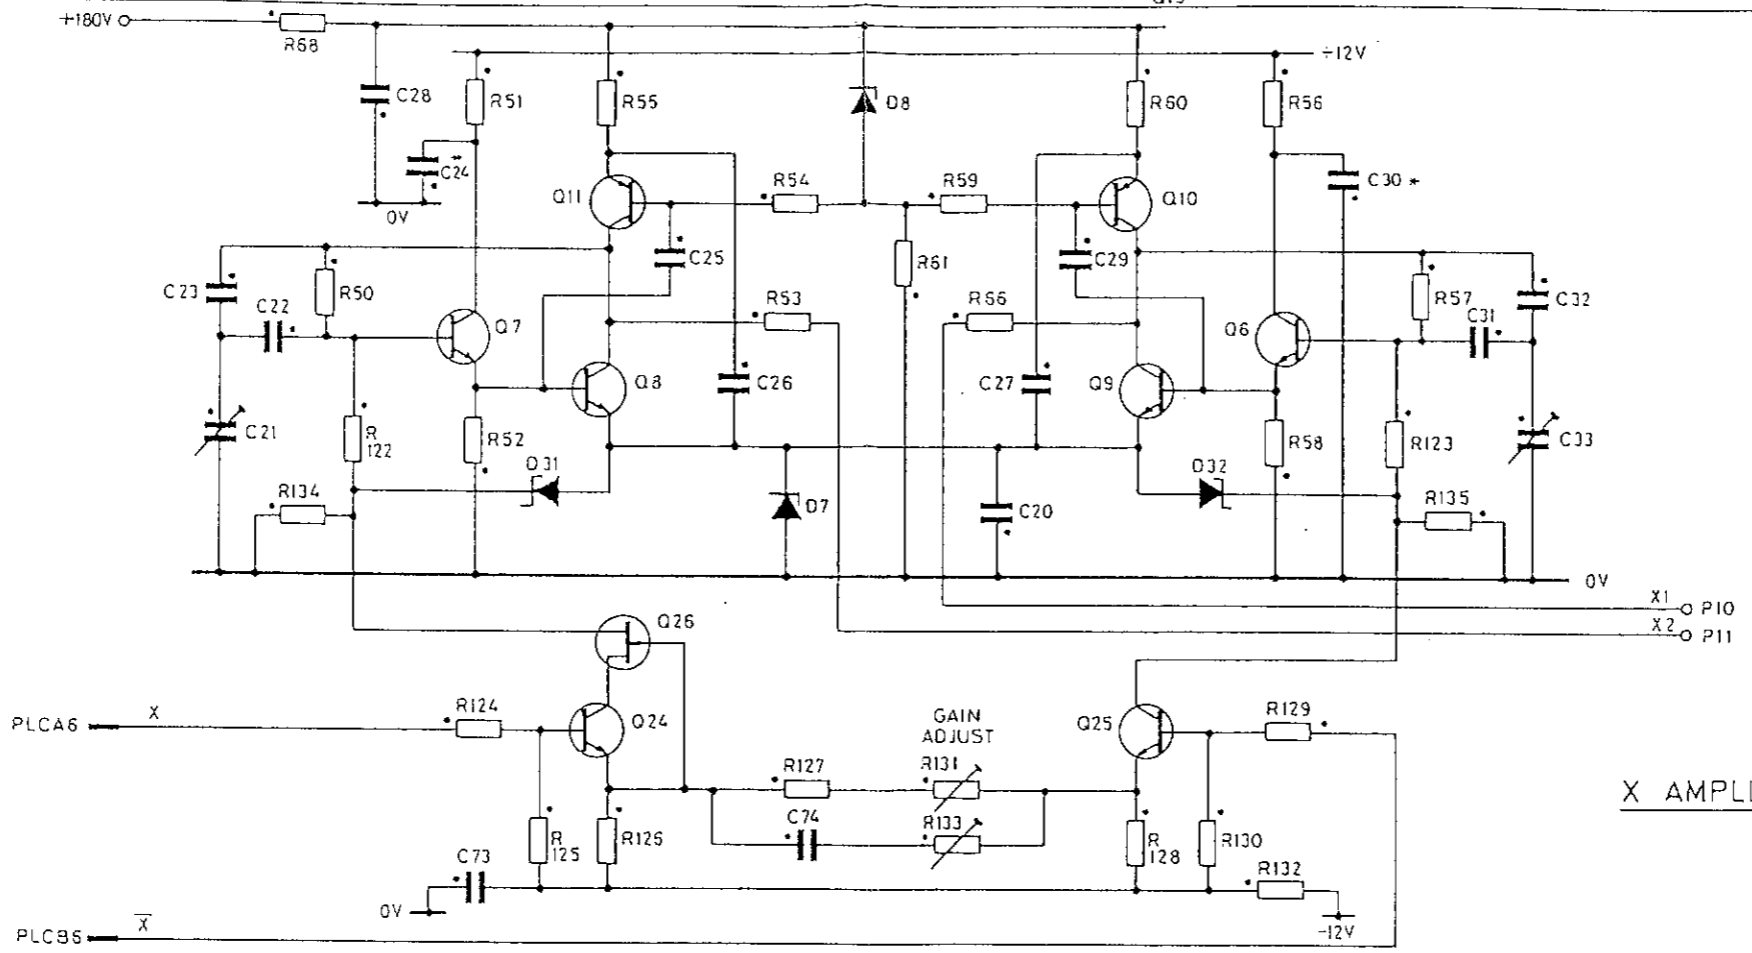 +180V
R68
÷12V
C28
R51
R55
D8
R60
R56
C24*
Q11
R54
R59
Q10
C30*
0V
C25
R61
C29
C23
C22
R50
R53
R66
R57
C31
C32
Q7
Q6
Q8
C26
C27
Q9
C21
R
122
R52
R58
R123
C33
D31
D32
R134
D7
C20
R135
0V
X1
P10
X2
P11
Q26
PLCA6
X
R124
Q24
GAIN
ADJUST
Q25
R129
R127
R131
X AMPLI
C74
R133
R
125
R126
R
128
R130
C73
R132
0V
-12V
PLCB6
X̅